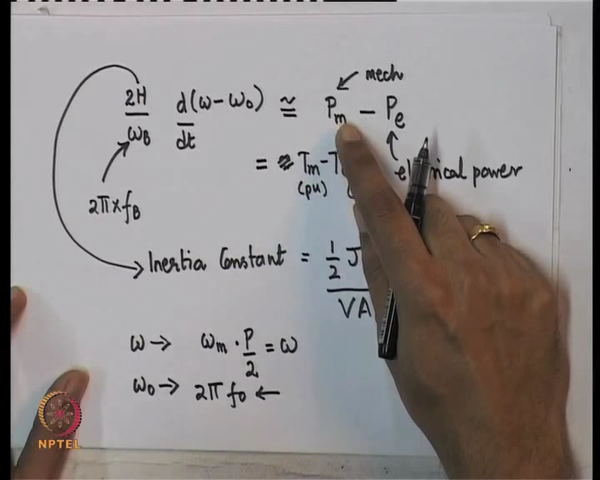 mech
2H/ωB d/dt (ω-ω0) ≅ Pm - Pe
= Tm-T
(pu)
electrical power
2π×fB
Inertia Constant = 1/2 J / VA
ω → ωm · P/2 = ω
ω0 → 2π f0 ←
NPTEL